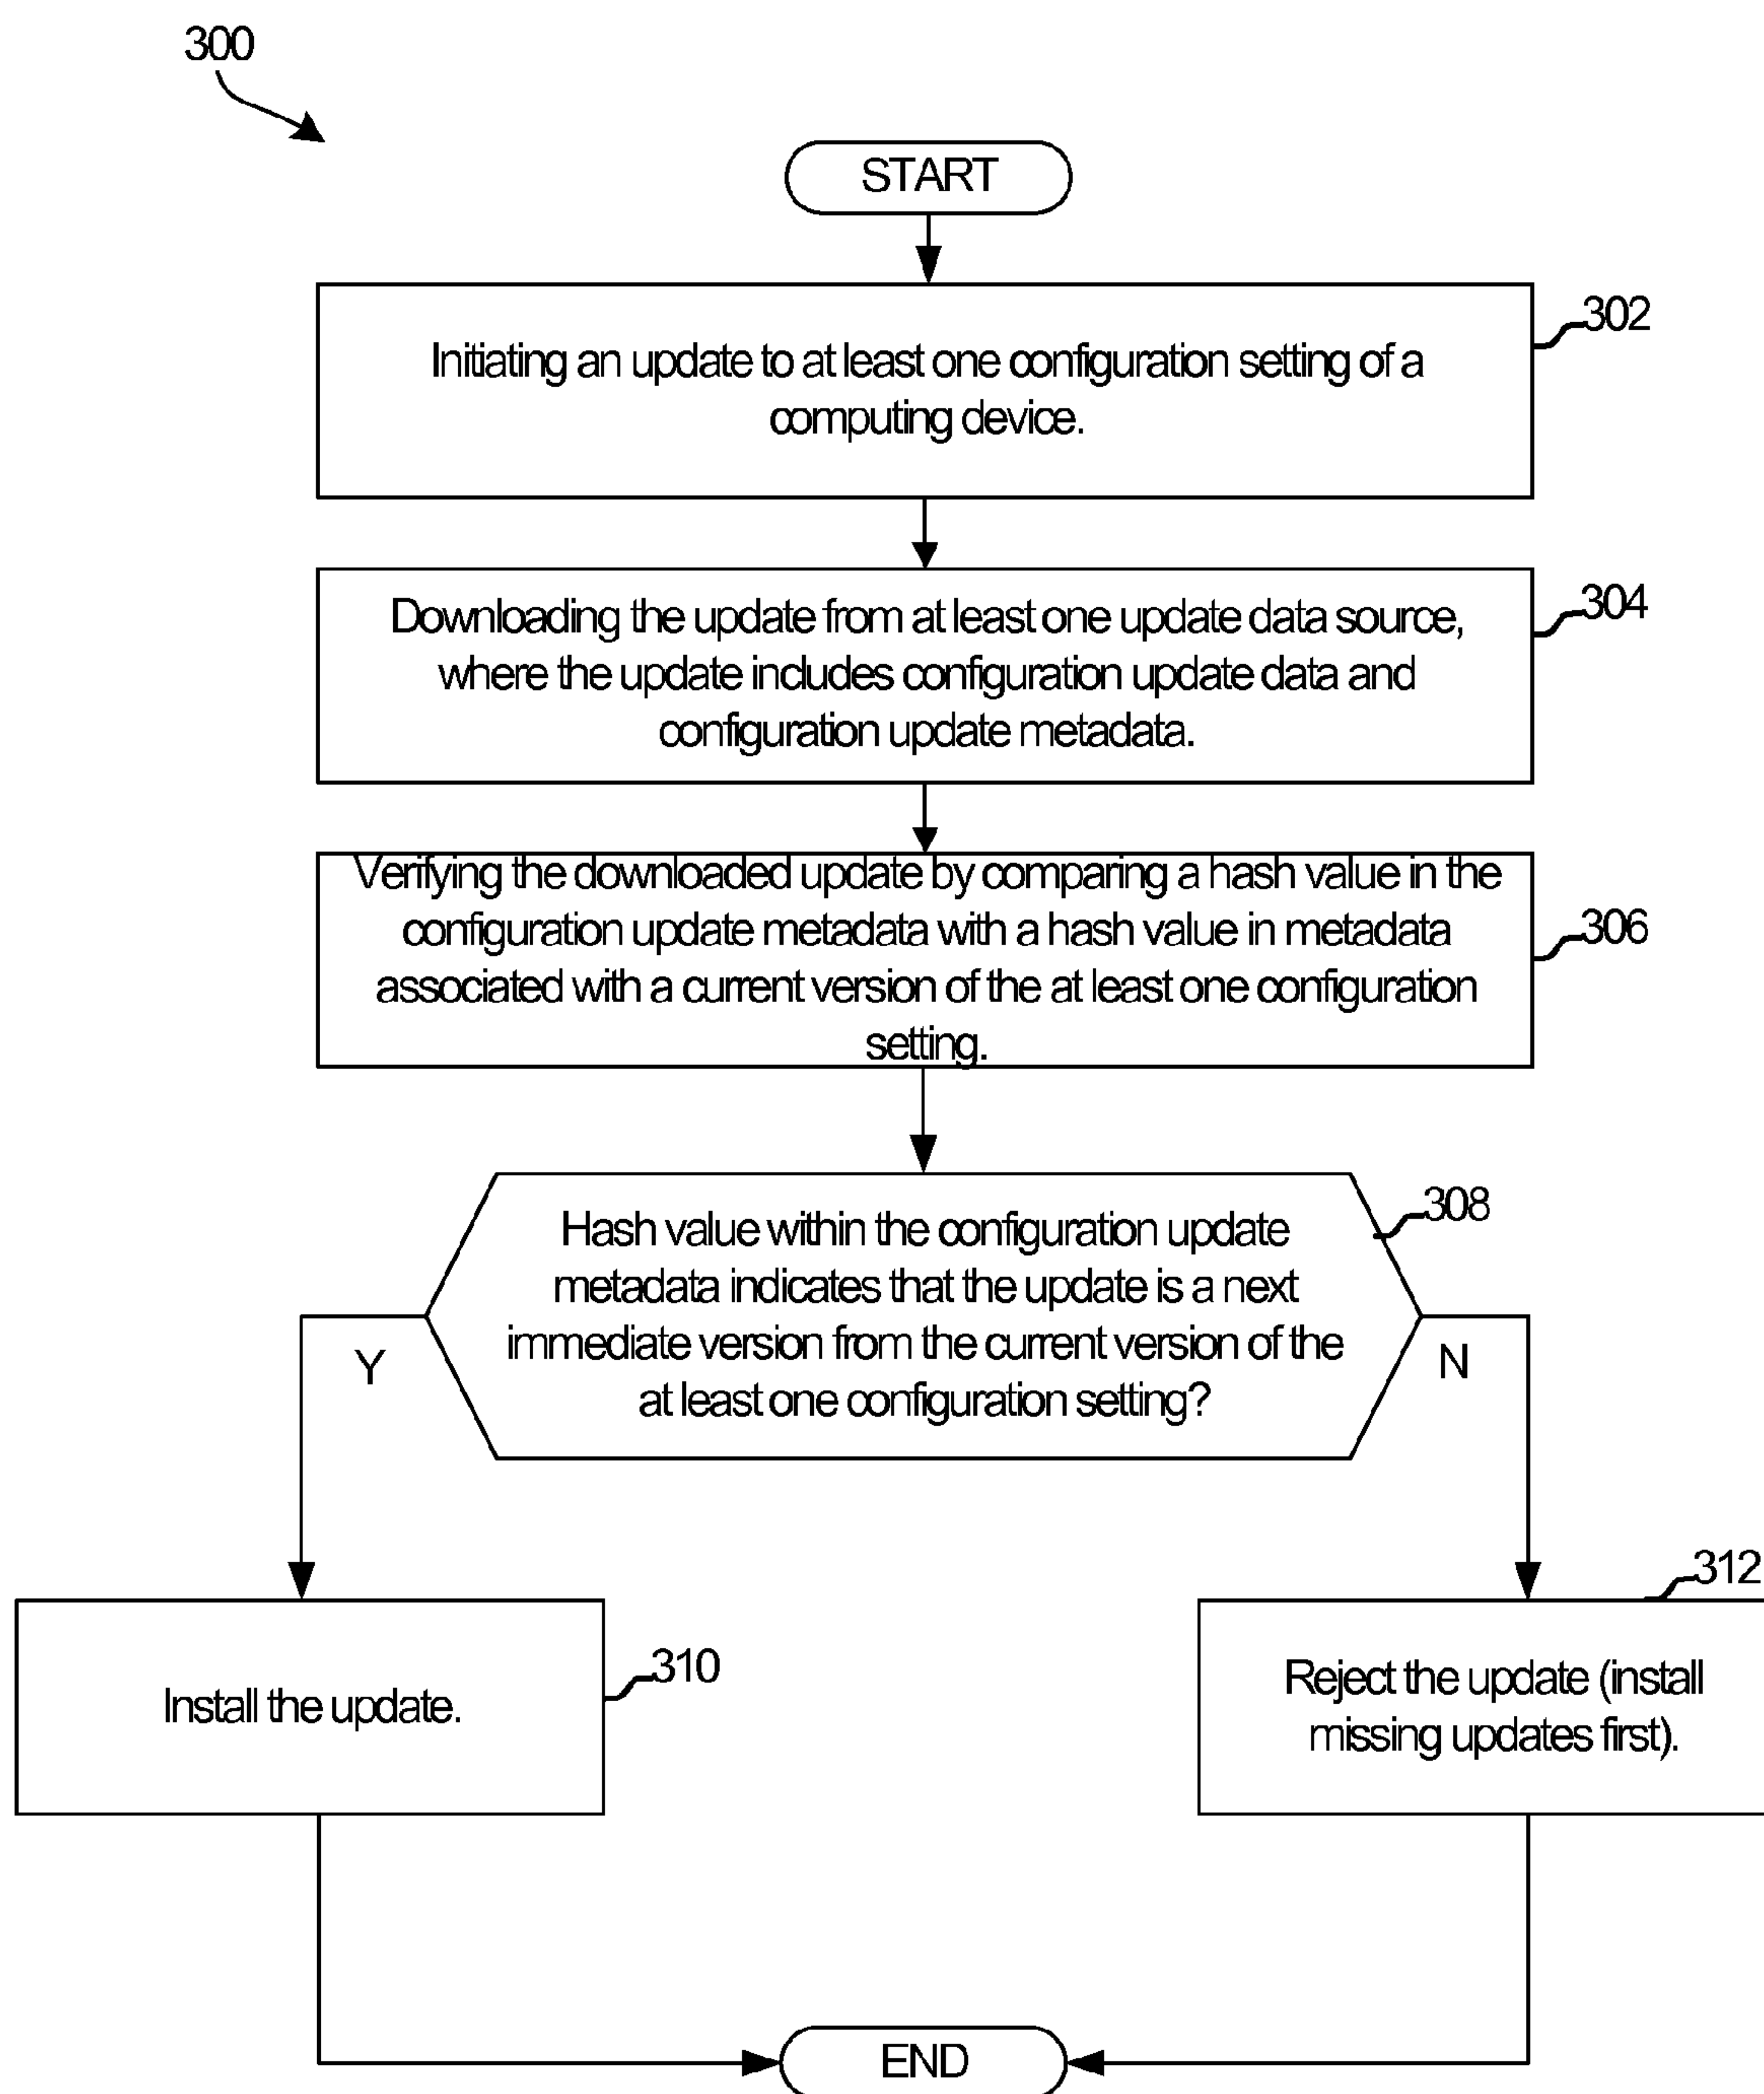 300
START
302
Initiating an update to at least one configuration setting of a
computing device.
304
Downloading the update from at least one update data source,
where the update includes configuration update data and
configuration update metadata.
Verifying the downloaded update by comparing a hash value in the
configuration update metadata with a hash value in metadata
associated with a current version of the at least one configuration
setting.
306
308
Hash value within the configuration update
metadata indicates that the update is a next
immediate version from the current version of the
at least one configuration setting?
Y
N
312
310
Install the update.
Reject the update (install
missing updates first).
END